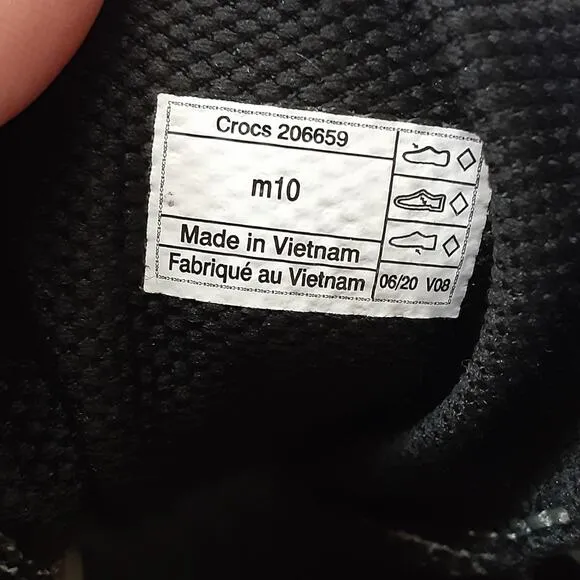 Crocs 206659
m10
Made in Vietnam
Fabriqué au Vietnam
06/20 V08